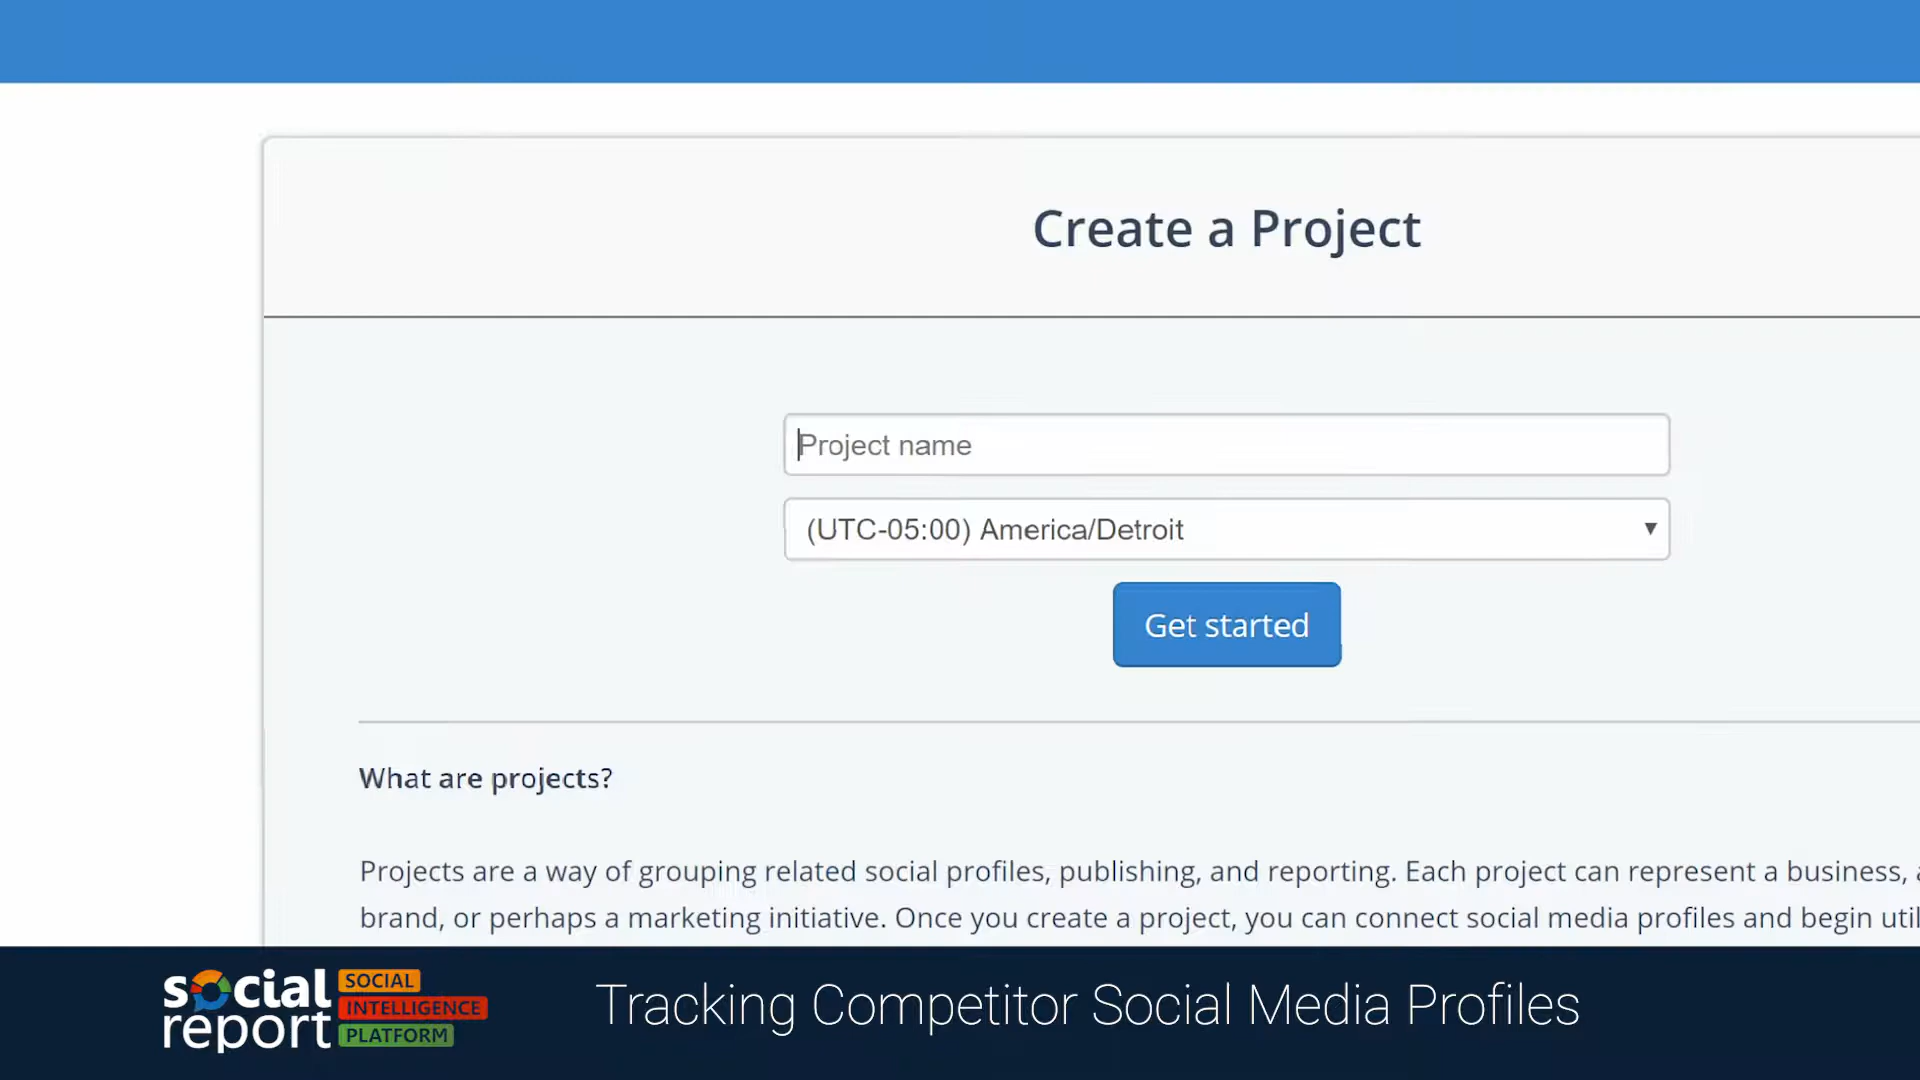 Create a Project
Project name
(UTC-05:00) America/Detroit
Get started
What are projects?
Projects are a way of grouping related social profiles, publishing, and reporting. Each project can represent a business,
brand, or perhaps a marketing initiative. Once you create a project, you can connect social media profiles and begin
social
report
SOCIAL
INTELLIGENCE
PLATFORM
Tracking Competitor Social Media Profiles